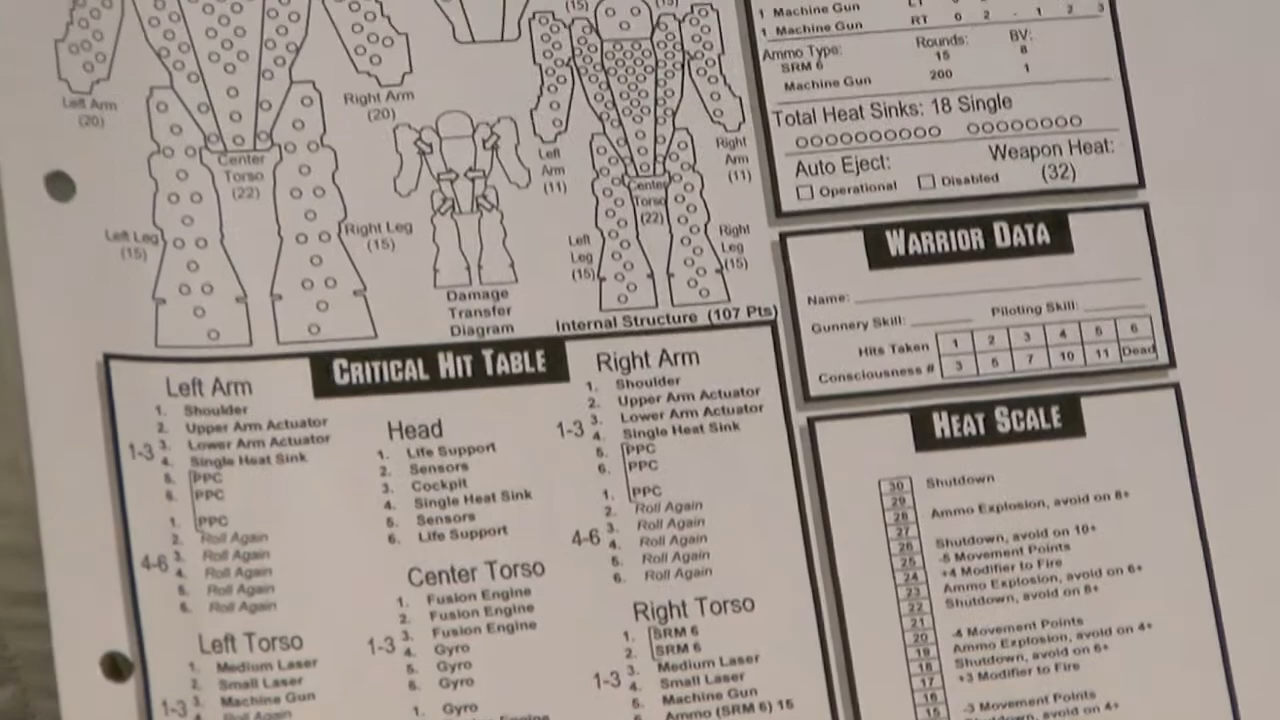 1 Machine Gun LT 0 2 - 1 2 3
1 Machine Gun RT 0 2 - 1 2 3
Ammo Type: Rounds: BV:
SRM 6 15 8
Machine Gun 200 1
Total Heat Sinks: 18 Single
Auto Eject: Weapon Heat:
Operational Disabled (32)
(15) (15)
Left Arm
(20)
Right Arm
(20)
Center
Torso
(22)
Left Leg
(15)
Right Leg
(15)
Damage
Transfer
Diagram
Left
Arm
(11)
Right
Arm
(11)
Center
Torso
(22)
Left
Leg
(15)
Right
Leg
(15)
Internal Structure (107 Pts)
WARRIOR DATA
Name:
Gunnery Skill: Piloting Skill:
Hits Taken 1 2 3 4 5 6
Consciousness # 3 5 7 10 11 Dead
CRITICAL HIT TABLE
Left Arm
1. Shoulder
2. Upper Arm Actuator
1-3 3. Lower Arm Actuator
4. Single Heat Sink
5. PPC
6. PPC
1. PPC
2. Roll Again
4-6 3. Roll Again
4. Roll Again
5. Roll Again
6. Roll Again
Left Torso
1. Medium Laser
2. Small Laser
1-3 3. Machine Gun
4. Roll Again
Head
1. Life Support
2. Sensors
3. Cockpit
4. Single Heat Sink
5. Sensors
6. Life Support
Center Torso
1. Fusion Engine
2. Fusion Engine
3. Fusion Engine
1-3 4. Gyro
5. Gyro
6. Gyro
1. Gyro
Right Arm
1. Shoulder
2. Upper Arm Actuator
1-3 3. Lower Arm Actuator
4. Single Heat Sink
5. PPC
6. PPC
1. PPC
2. Roll Again
4-6 3. Roll Again
4. Roll Again
5. Roll Again
6. Roll Again
Right Torso
1. SRM 6
2. SRM 6
1-3 3. Medium Laser
4. Small Laser
5. Machine Gun
6. Ammo (SRM 6) 15
HEAT SCALE
30 Shutdown
29
28 Ammo Explosion, avoid on 8+
27
26 Shutdown, avoid on 10+
25 -5 Movement Points
24 +4 Modifier to Fire
23 Ammo Explosion, avoid on 6+
22 Shutdown, avoid on 8+
21
20 -4 Movement Points
19 Ammo Explosion, avoid on 4+
18 Shutdown, avoid on 6+
17 +3 Modifier to Fire
16
15 -3 Movement Points
Shutdown, avoid on 4+